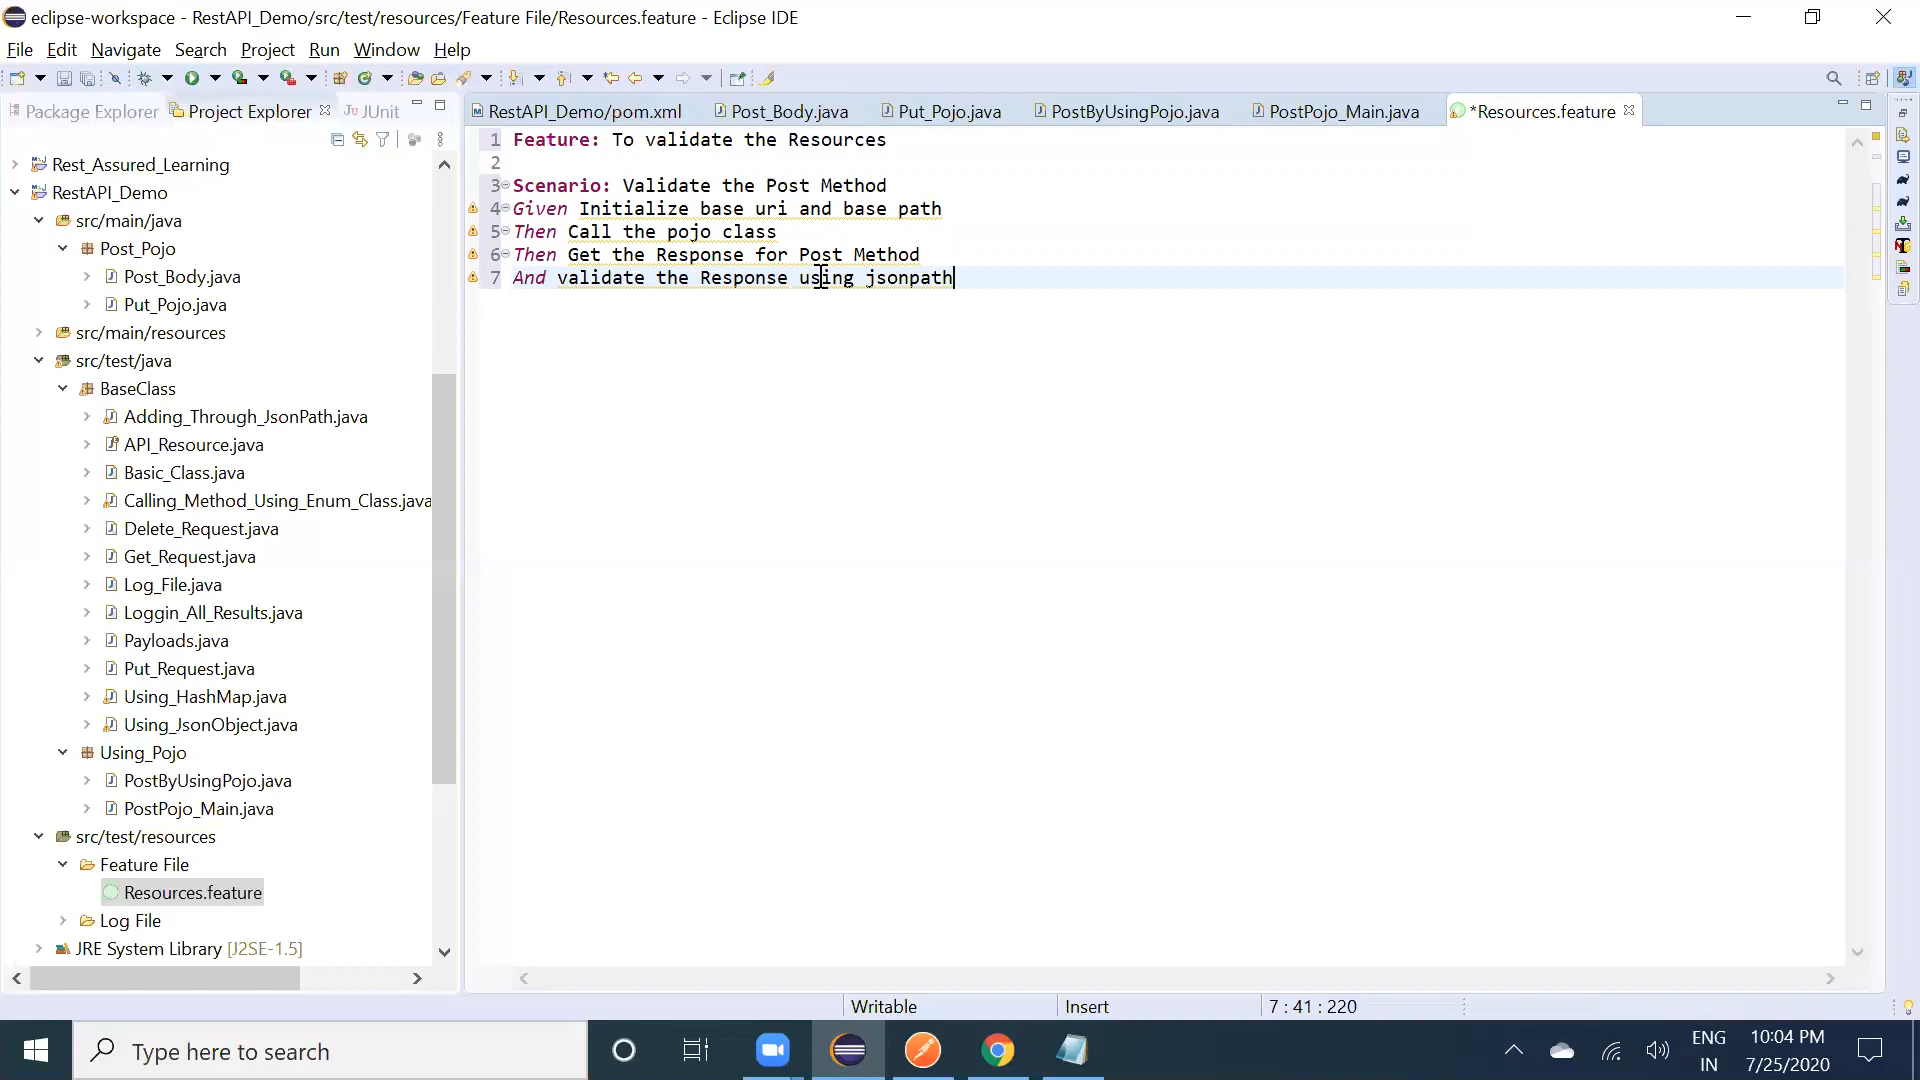 eclipse-workspace - RestAPI_Demo/src/test/resources/Feature File/Resources.feature - Eclipse IDE
File Edit Navigate Search Project Run Window Help
Package Explorer Project Explorer JUnit
RestAPI_Demo/pom.xml Post_Body.java Put_Pojo.java PostByUsingPojo.java PostPojo_Main.java *Resources.feature
Rest_Assured_Learning
RestAPI_Demo
src/main/java
Post_Pojo
Post_Body.java
Put_Pojo.java
src/main/resources
src/test/java
BaseClass
Adding_Through_JsonPath.java
API_Resource.java
Basic_Class.java
Calling_Method_Using_Enum_Class.java
Delete_Request.java
Get_Request.java
Log_File.java
Loggin_All_Results.java
Payloads.java
Put_Request.java
Using_HashMap.java
Using_JsonObject.java
Using_Pojo
PostByUsingPojo.java
PostPojo_Main.java
src/test/resources
Feature File
Resources.feature
Log File
JRE System Library [J2SE-1.5]
1 Feature: To validate the Resources
2
3 Scenario: Validate the Post Method
4 Given Initialize base uri and base path
5 Then Call the pojo class
6 Then Get the Response for Post Method
7 And validate the Response using jsonpath
Writable Insert 7 : 41 : 220
Type here to search
ENG
IN
10:04 PM
7/25/2020